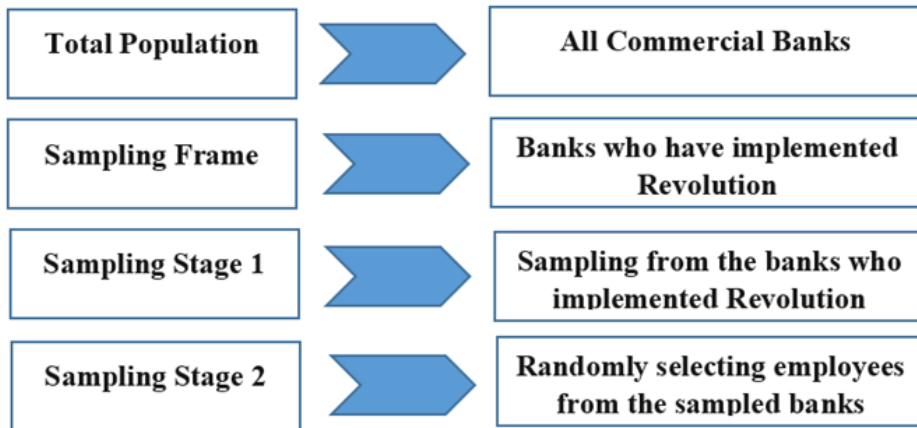 Total Population
All Commercial Banks
Sampling Frame
Banks who have implemented
Revolution
Sampling Stage 1
Sampling from the banks who
implemented Revolution
Sampling Stage 2
Randomly selecting employees
from the sampled banks